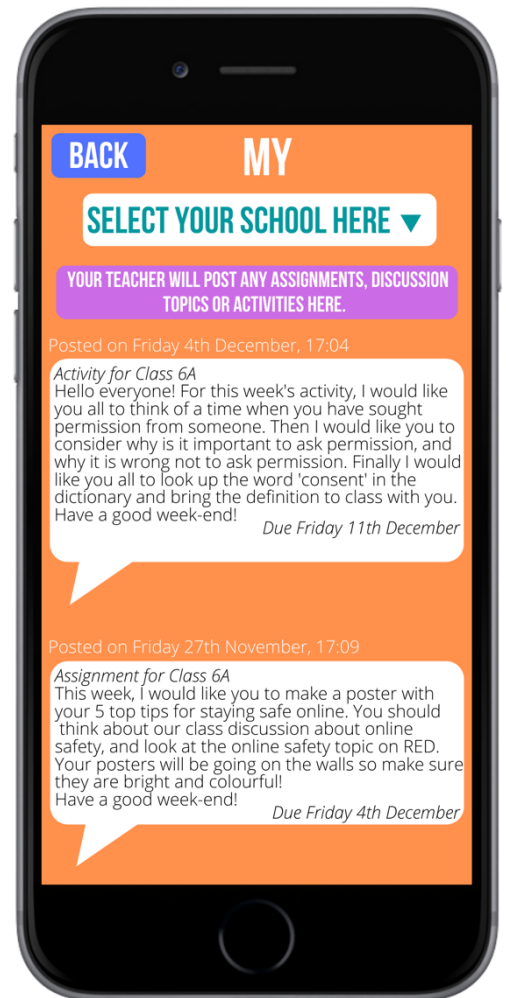 BACK
MY
SELECT YOUR SCHOOL HERE ▼
YOUR TEACHER WILL POST ANY ASSIGNMENTS, DISCUSSION
TOPICS OR ACTIVITIES HERE.
Posted on Friday 4th December, 17:04
Activity for Class 6A
Hello everyone! For this week's activity, I would like
you all to think of a time when you have sought
permission from someone. Then I would like you to
consider why is it important to ask permission, and
why it is wrong not to ask permission. Finally I would
like you all to look up the word 'consent' in the
dictionary and bring the definition to class with you.
Have a good week-end!
Due Friday 11th December
Posted on Friday 27th November, 17:09
Assignment for Class 6A
This week, I would like you to make a poster with
your 5 top tips for staying safe online. You should
think about our class discussion about online
safety, and look at the online safety topic on RED.
Your posters will be going on the walls so make sure
they are bright and colourful!
Have a good week-end!
Due Friday 4th December